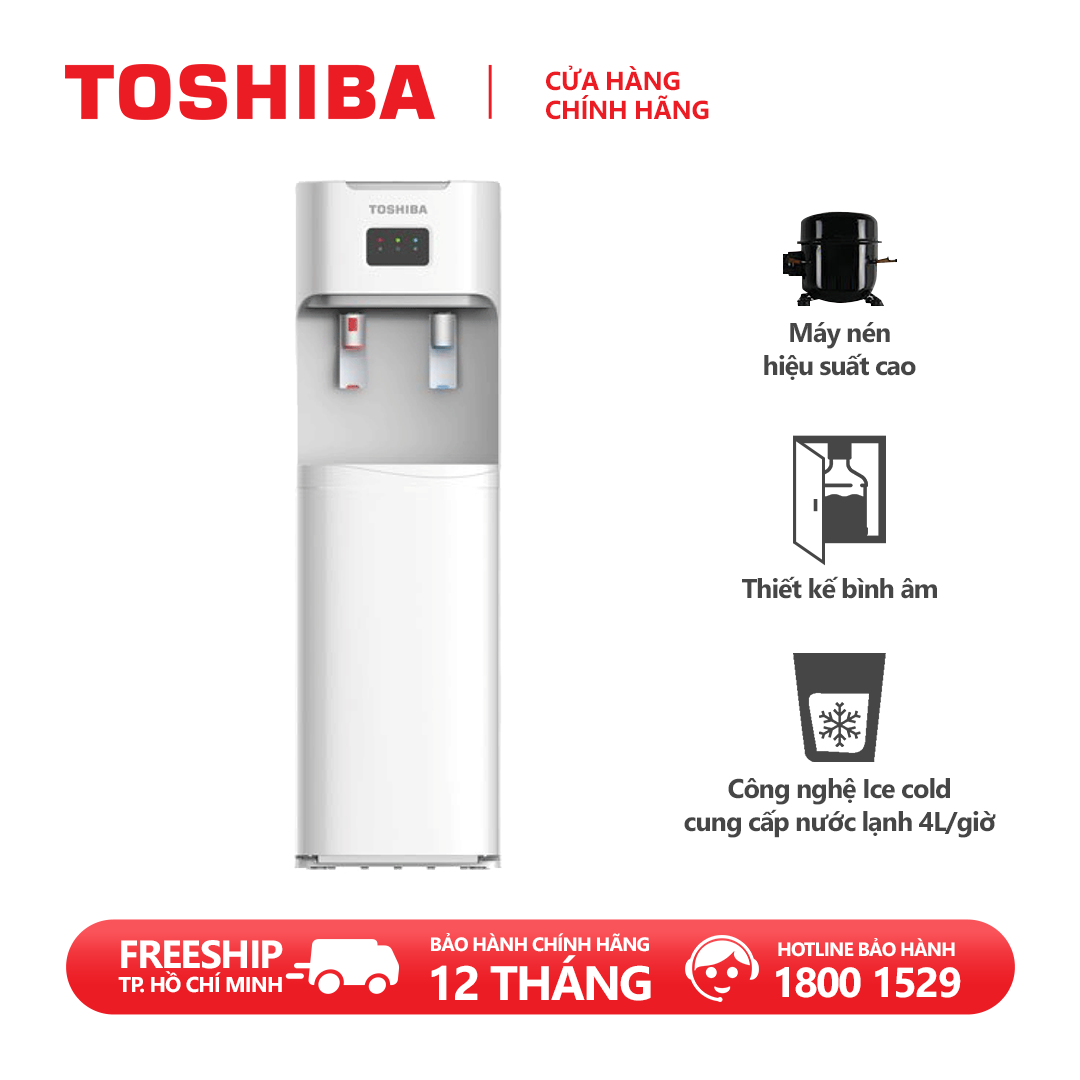 TOSHIBA
CỬA HÀNG
CHÍNH HÃNG
TOSHIBA
Máy nén
hiệu suất cao
Thiết kế bình âm
Công nghệ Ice cold
cung cấp nước lạnh 4L/giờ
FREESHIP
TP. HỒ CHÍ MINH
BẢO HÀNH CHÍNH HÃNG
12 THÁNG
HOTLINE BẢO HÀNH
1800 1529